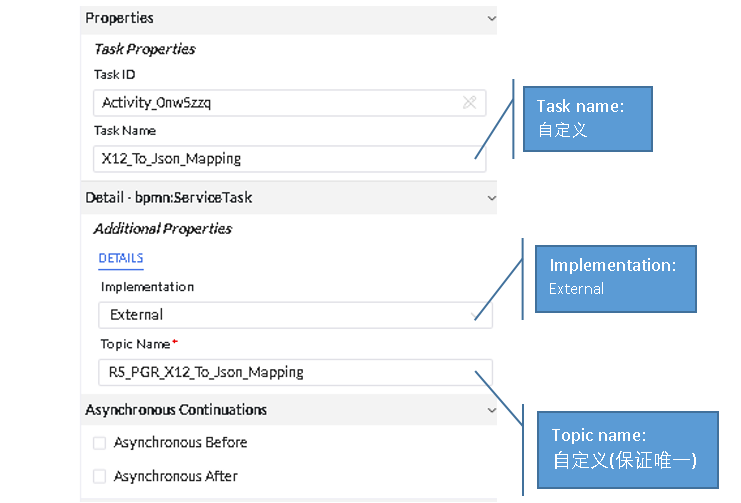 Properties
Task Properties
Task ID
Activity_0nw5zzq
Task Name
X12_To_Json_Mapping
Task name:
自定义
Detail - bpmn:ServiceTask
Additional Properties
DETAILS
Implementation
External
Implementation:
External
Topic Name*
R5_PGR_X12_To_Json_Mapping
Asynchronous Continuations
Asynchronous Before
Asynchronous After
Topic name:
自定义(保证唯一)